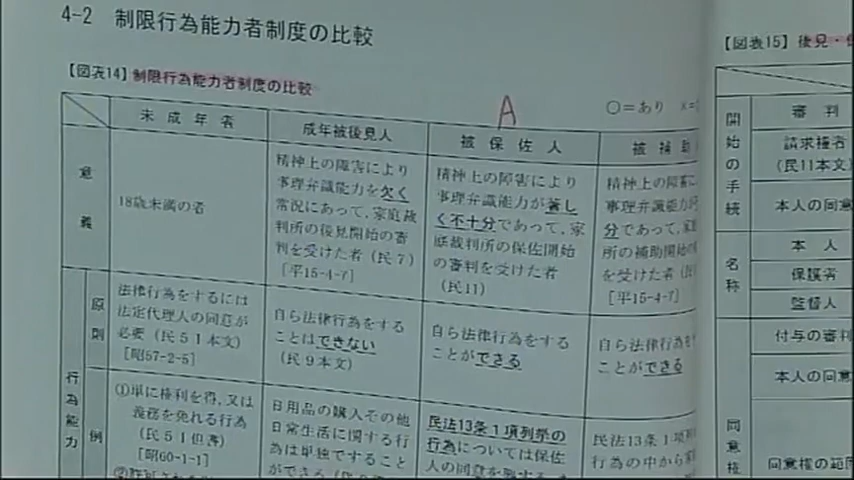 4-2 制限行為能力者制度の比較
【図表14】制限行為能力者制度の比較
A
○=あり
未成年者
成年被後見人
被保佐人
被補助
意義
18歳未満の者
精神上の障害により
事理弁識能力を欠く
常況にあって，家庭裁
判所の後見開始の審
判を受けた者（民７）
［平15-4-7］
精神上の障害により
事理弁識能力が著し
く不十分であって，家
庭裁判所の保佐開始
の審判を受けた者
（民11）
精神上の障害
事理弁識能力
分であって，家
所の補助開始の
を受けた者（民
［平15-4-7］
行為能力
原則
法律行為をするには
法定代理人の同意が
必要（民５Ⅰ本文）
［昭57-2-5］
自ら法律行為をする
ことはできない
（民９本文）
自ら法律行為をする
ことができる
自ら法律行為を
ことができる
例
①単に権利を得，又は
義務を免れる行為
（民５Ⅰ但書）
［昭60-1-1］
日用品の購入その他
日常生活に関する行
為は単独ですること
ができる
民法13条１項列挙の
行為については保佐
人の同意を要する
民法13条１項
行為の中から
【図表15】後見・
開始の手続
審判
請求権者
（民11本文）
本人の同意
名称
本人
保護者
監督人
同意権
付与の審判
本人の同意
同意権の範囲